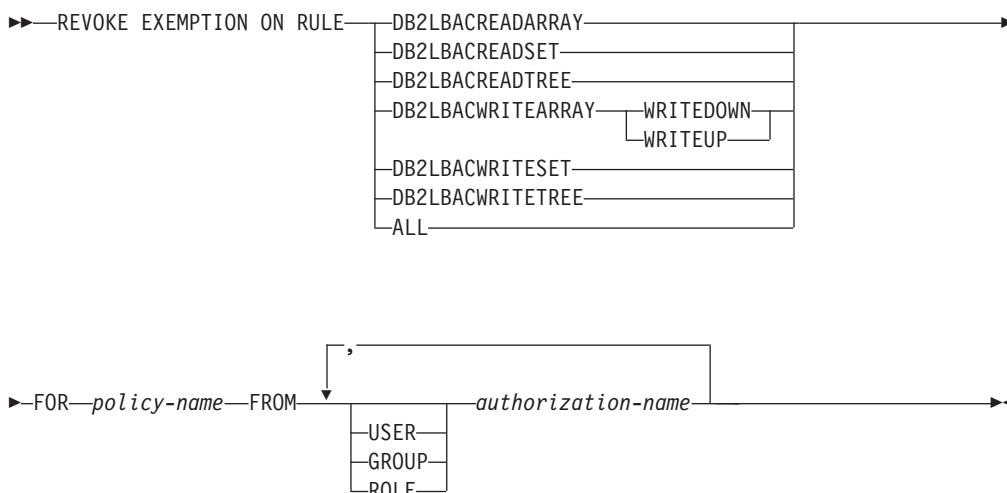 REVOKE EXEMPTION ON RULE DB2LBACREADARRAY
DB2LBACREADSET
DB2LBACREADTREE
DB2LBACWRITEARRAY WRITEDOWN
WRITEUP
DB2LBACWRITESET
DB2LBACWRITETREE
ALL
,
FOR policy-name FROM authorization-name
USER
GROUP
ROLE